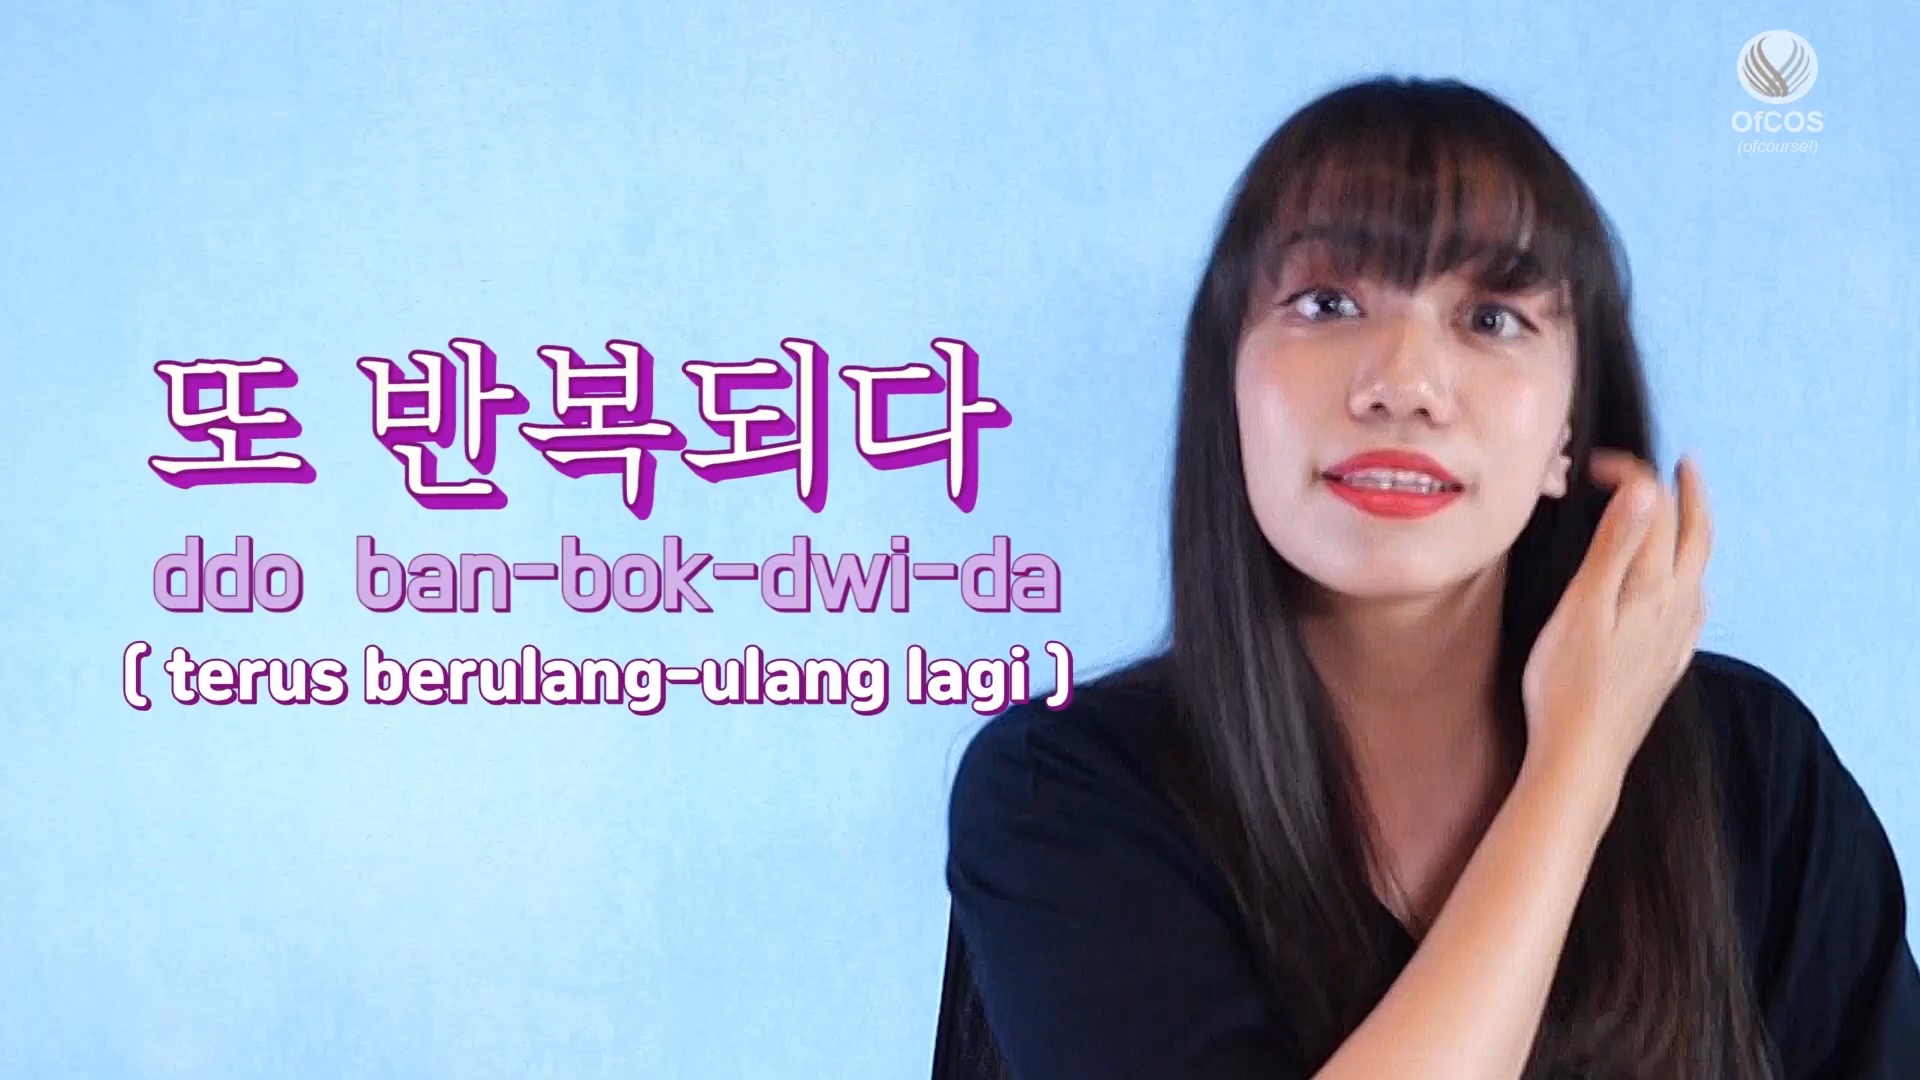 OfCOS
(ofcourse!)
또 반복되다
ddo ban-bok-dwi-da
( terus berulang-ulang lagi )